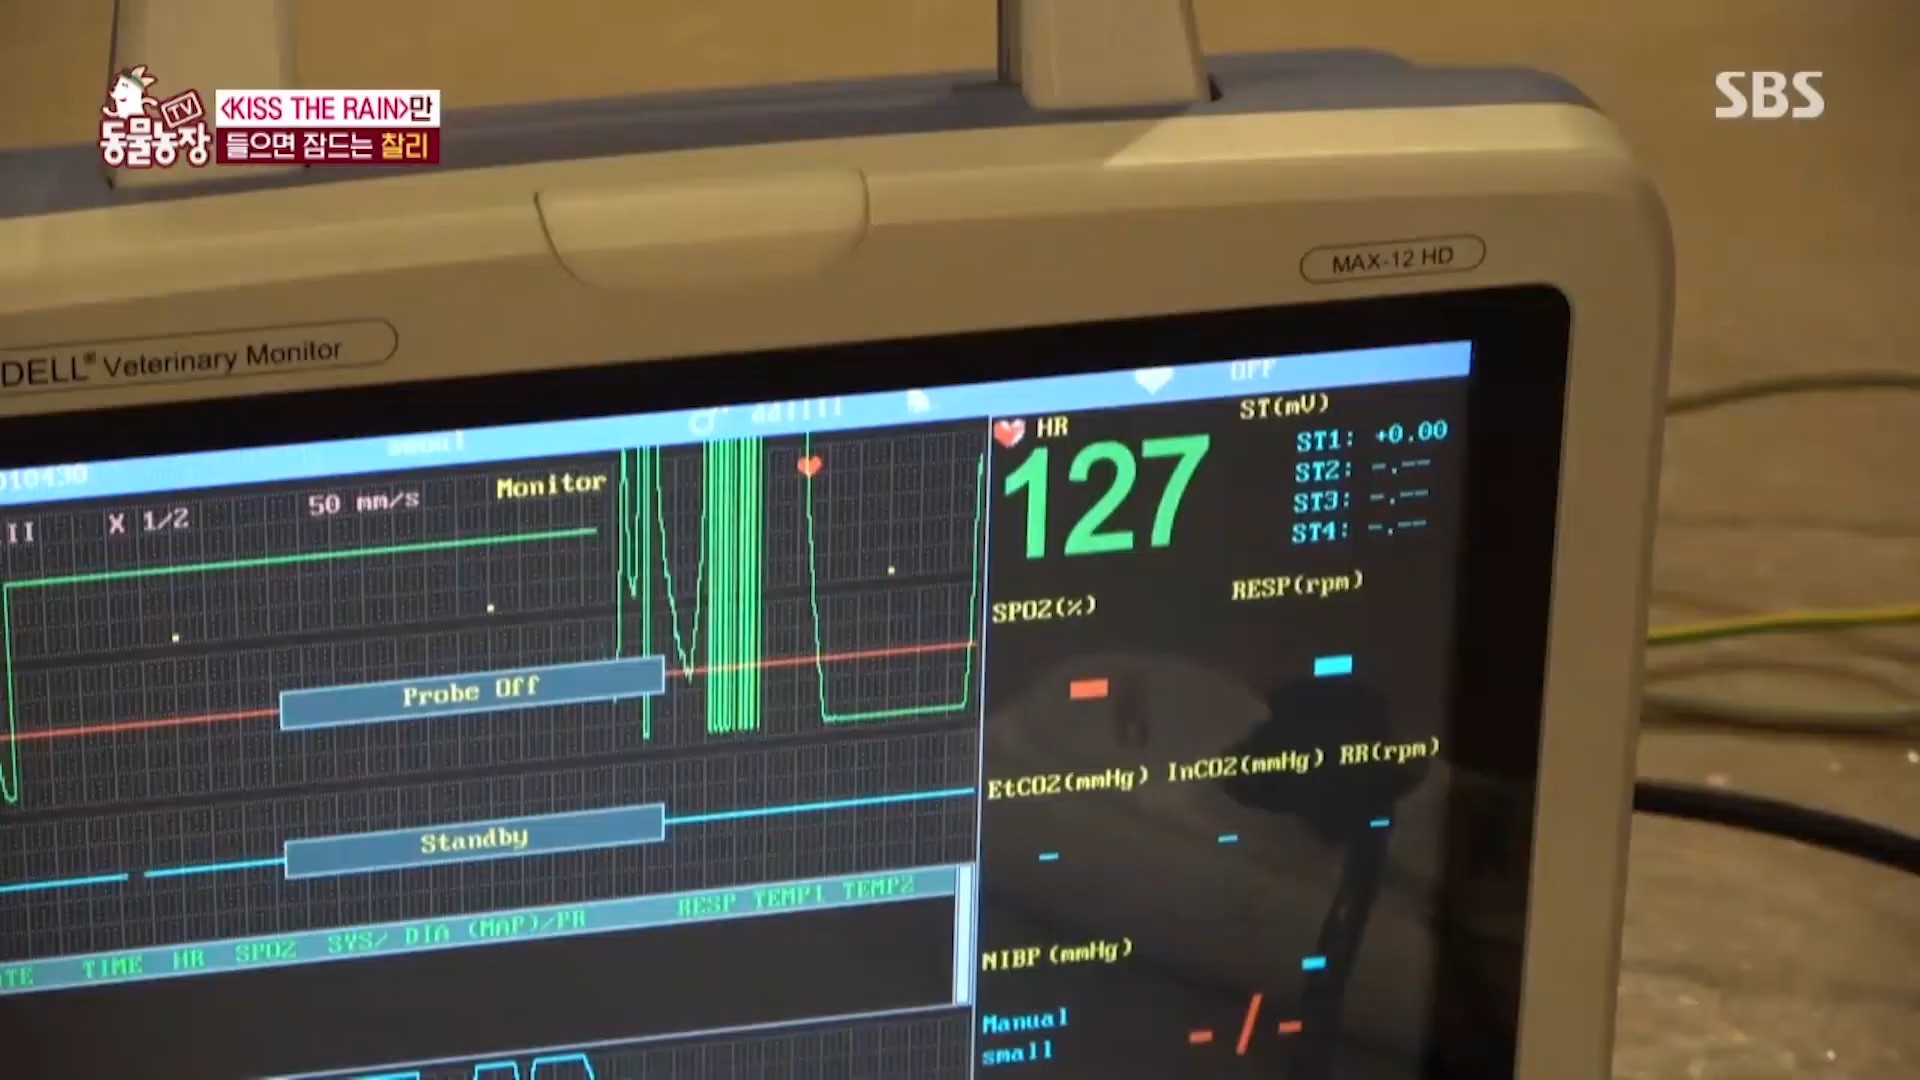 TV
동물농장
<KISS THE RAIN>만
들으면 잠드는 찰리
SBS
MAX-12 HD
DELL® Veterinary Monitor
OFF
II X 1/2 50 mm/s Monitor
HR
127
ST(mV)
ST1: +0.00
ST2: -.--
ST3: -.--
ST4: -.--
SPO2(%)
RESP(rpm)
Probe Off
EtCO2(mmHg) InCO2(mmHg) RR(rpm)
Standby
TIME HR SPO2 SYS/ DIA (MAP)/PR RESP TEMP1 TEMP2
NIBP (mmHg)
Manual
small
- / -